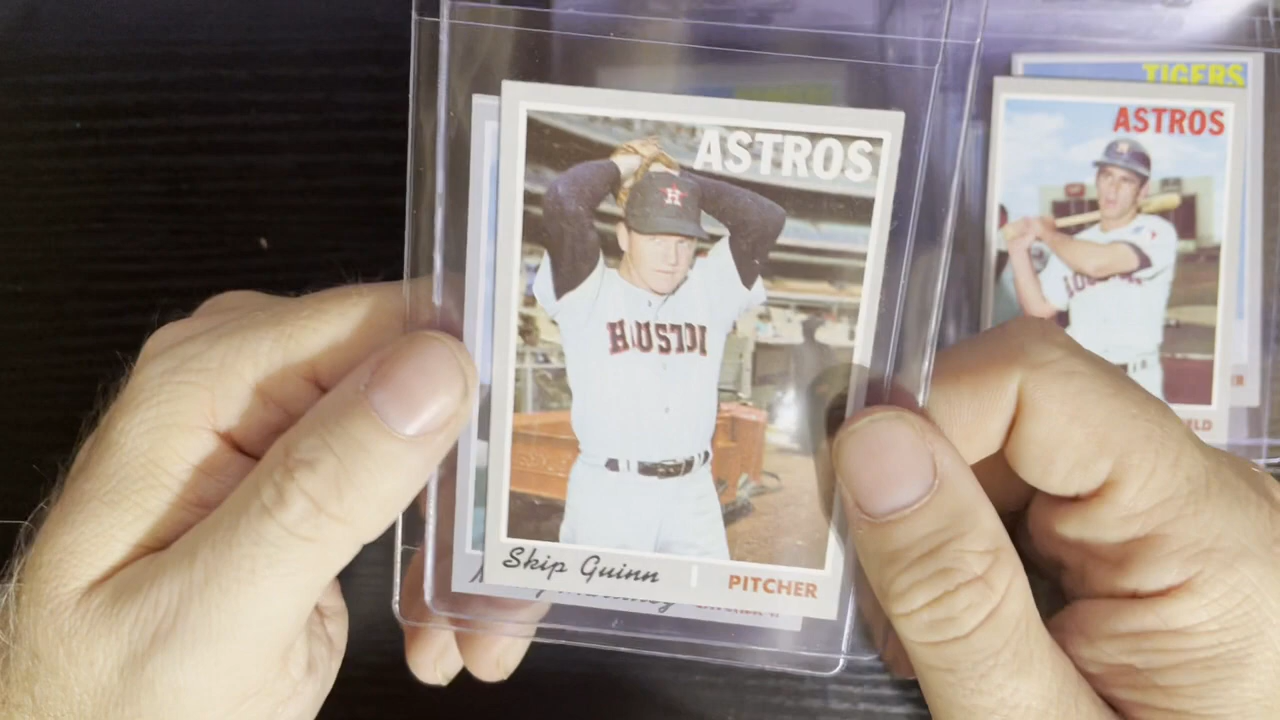 ASTROS
H
HOUSTON
Skip Guinn
PITCHER
TIGERS
ASTROS
H